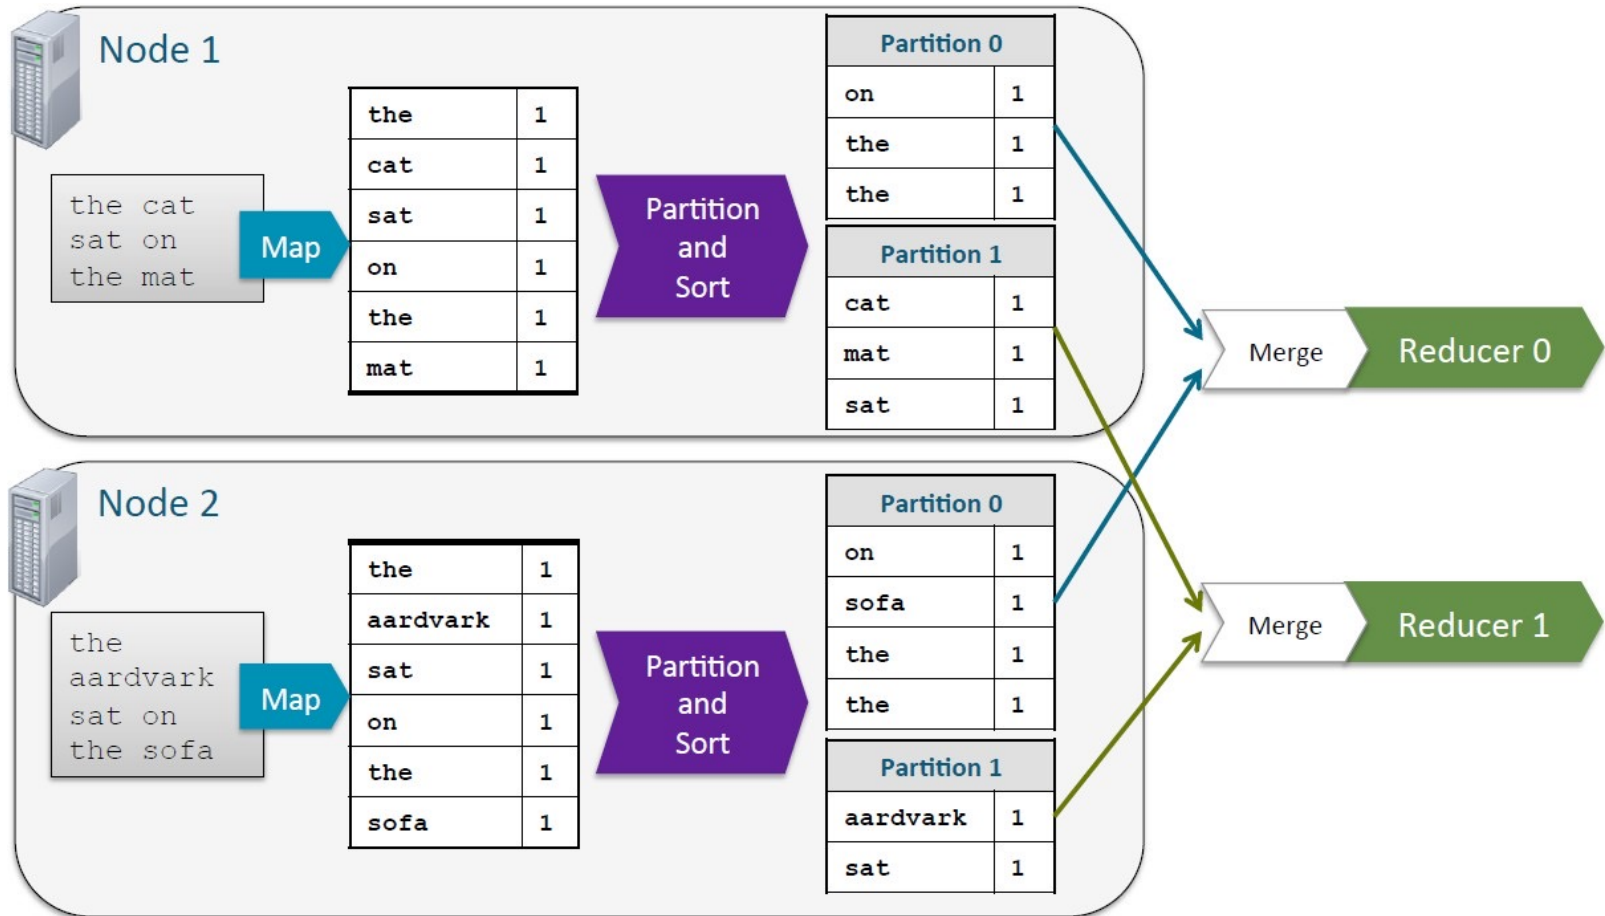 Node 1
the cat
sat on
the mat
Map
the 1
cat 1
sat 1
on 1
the 1
mat 1
Partition
and
Sort
Partition 0
on 1
the 1
the 1
Partition 1
cat 1
mat 1
sat 1
Node 2
the
aardvark
sat on
the sofa
Map
the 1
aardvark 1
sat 1
on 1
the 1
sofa 1
Partition
and
Sort
Partition 0
on 1
sofa 1
the 1
the 1
Partition 1
aardvark 1
sat 1
Merge
Reducer 0
Merge
Reducer 1